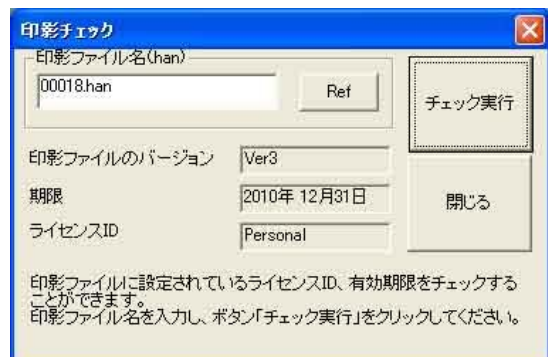 印影チェック
印影ファイル名(han)
00018.han
Ref
チェック実行
印影ファイルのバージョン
Ver3
期限
2010年 12月31日
閉じる
ライセンスID
Personal
印影ファイルに設定されているライセンスID、有効期限をチェックする
ことができます。
印影ファイル名を入力し、ボタン「チェック実行」をクリックしてください。